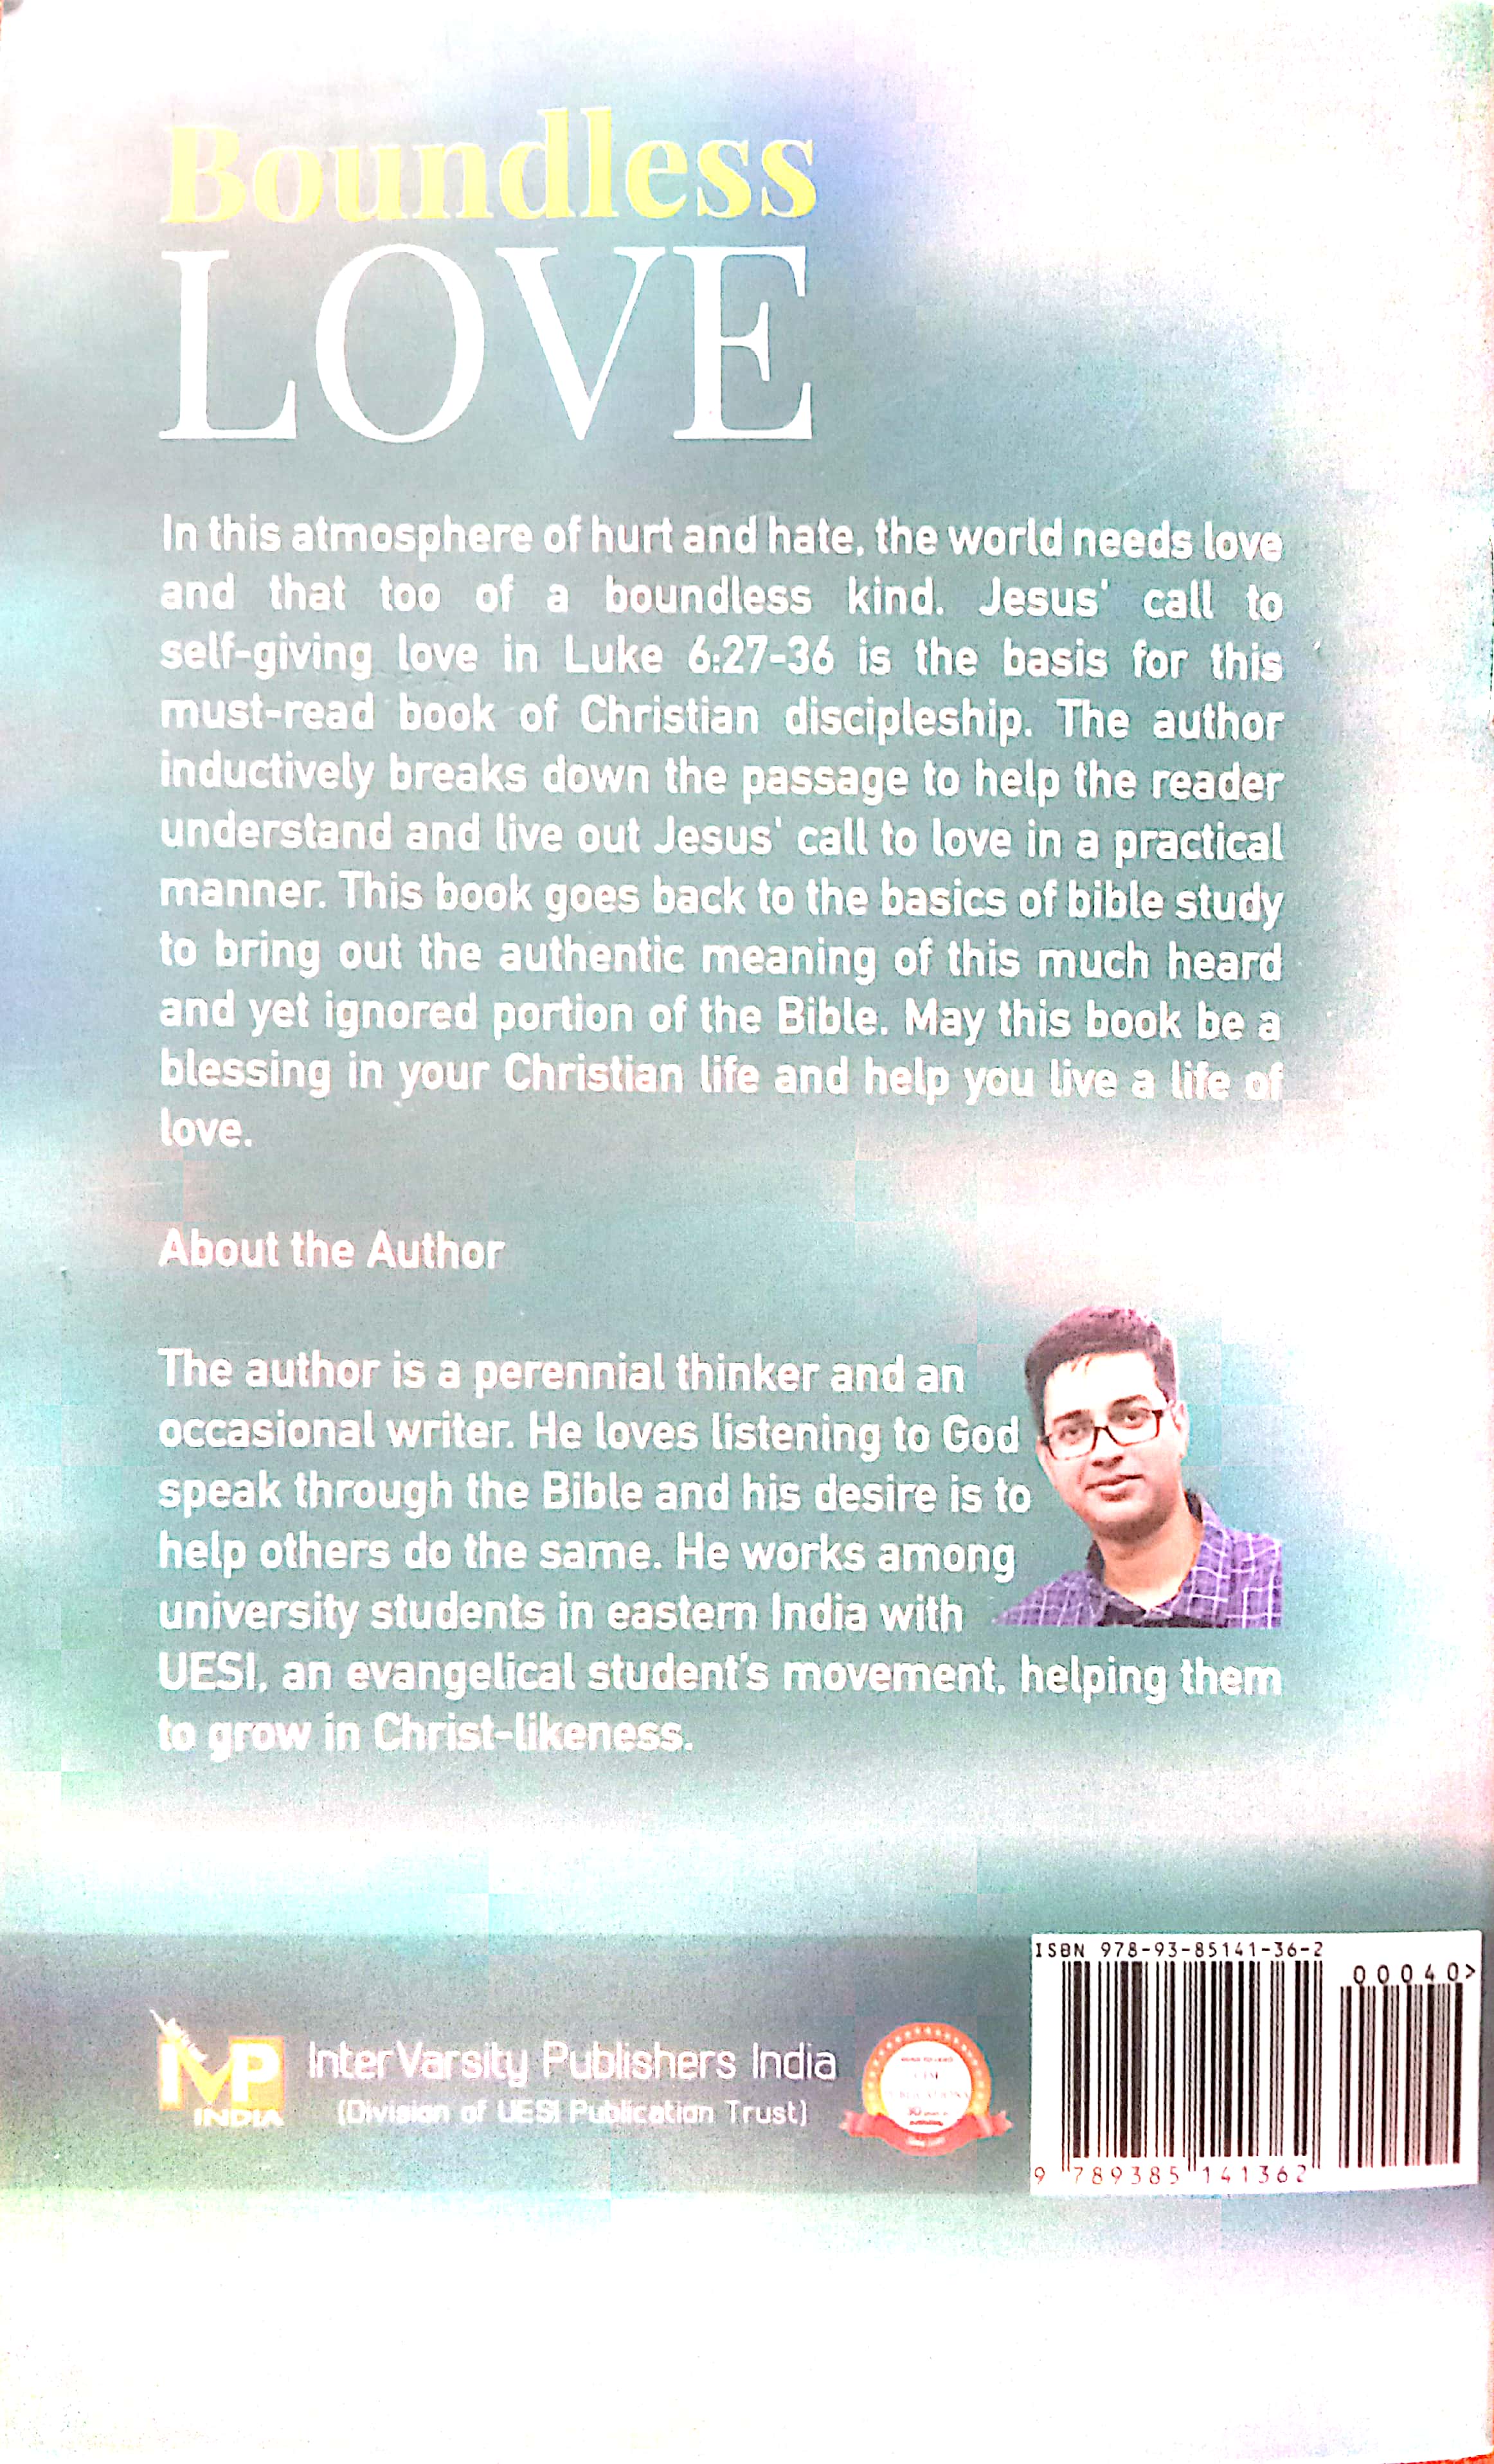 Boundless
LOVE
In this atmosphere of hurt and hate, the world needs love
and that too of a boundless kind. Jesus' call to
self-giving love in Luke 6:27-36 is the basis for this
must-read book of Christian discipleship. The author
inductively breaks down the passage to help the reader
understand and live out Jesus' call to love in a practical
manner. This book goes back to the basics of bible study
to bring out the authentic meaning of this much heard
and yet ignored portion of the Bible. May this book be a
blessing in your Christian life and help you live a life of
love.
About the Author
The author is a perennial thinker and an
occasional writer. He loves listening to God
speak through the Bible and his desire is to
help others do the same. He works among
university students in eastern India with
UESI, an evangelical student's movement, helping them
to grow in Christ-likeness.
ISBN 978-93-85141-36-2
00040>
9 789385 141362
IVP
INDIA
InterVarsity Publishers India
(Division of UESI Publication Trust)